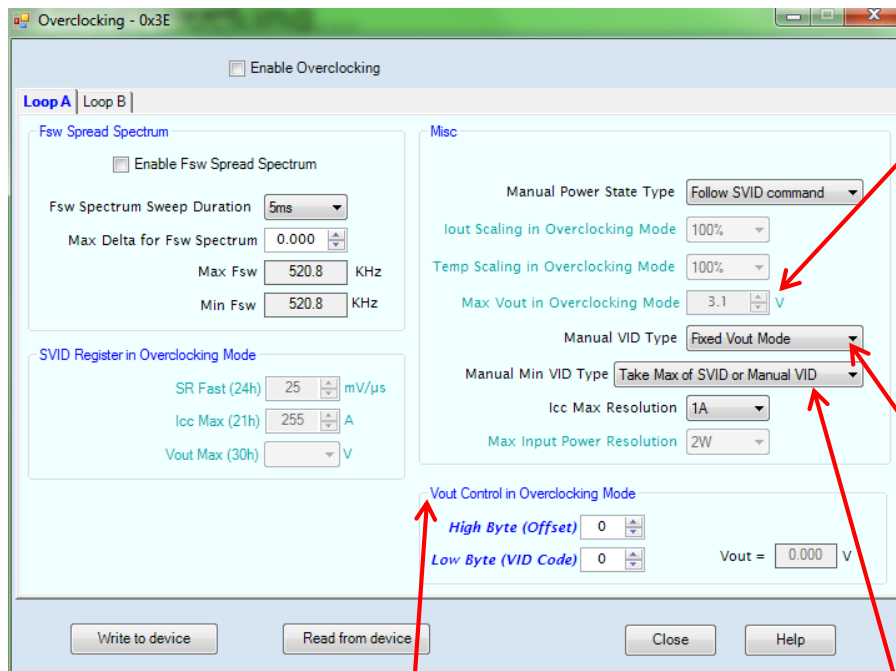 Overclocking - 0x3E
Enable Overclocking
Loop A Loop B
Fsw Spread Spectrum
Enable Fsw Spread Spectrum
Fsw Spectrum Sweep Duration 5ms
Max Delta for Fsw Spectrum 0.000
Max Fsw 520.8 KHz
Min Fsw 520.8 KHz
SVID Register in Overclocking Mode
SR Fast (24h) 25 mV/µs
Icc Max (21h) 255 A
Vout Max (30h) V
Misc
Manual Power State Type Follow SVID command
Iout Scaling in Overclocking Mode 100%
Temp Scaling in Overclocking Mode 100%
Max Vout in Overclocking Mode 3.1 V
Manual VID Type Fixed Vout Mode
Manual Min VID Type Take Max of SVID or Manual VID
Icc Max Resolution 1A
Max Input Power Resolution 2W
Vout Control in Overclocking Mode
High Byte (Offset) 0
Low Byte (VID Code) 0 Vout = 0.000 V
Write to device Read from device Close Help